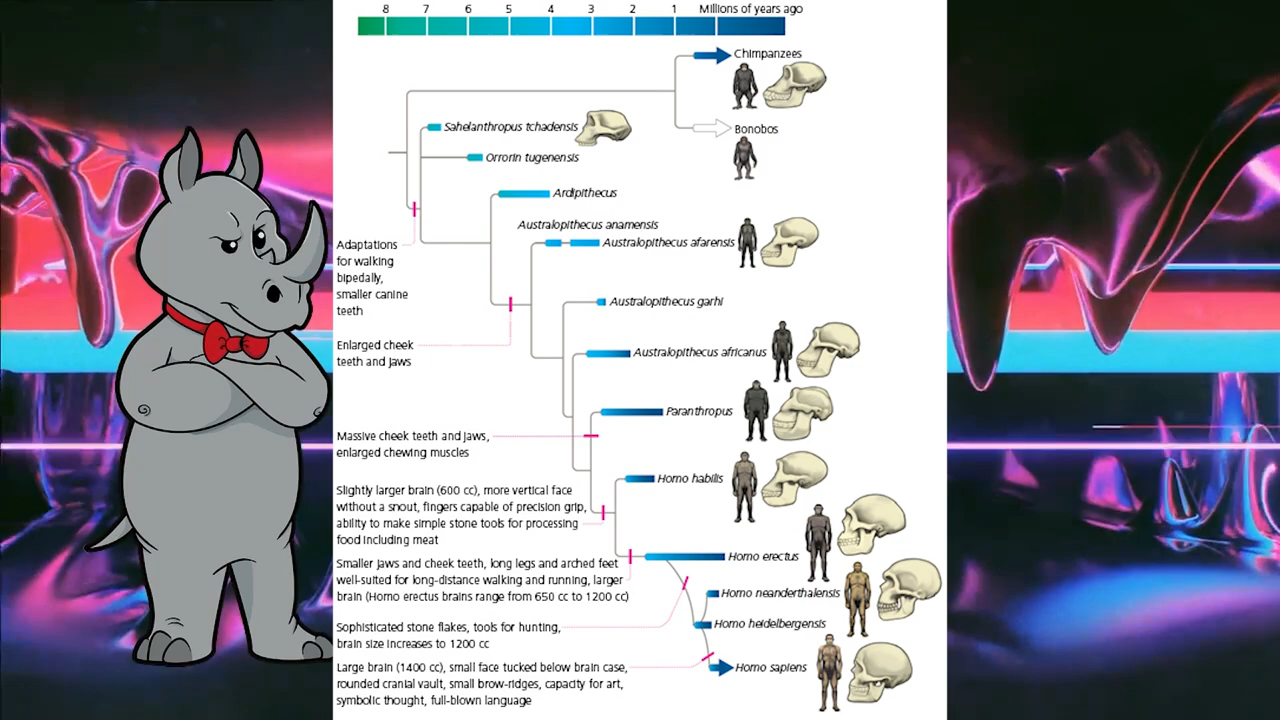 8 7 6 5 4 3 2 1 Millions of years ago
Chimpanzees
Sahelanthropus tchadensis
Bonobos
Orrorin tugenensis
Ardipithecus
Australopithecus anamensis
Australopithecus afarensis
Adaptations
for walking
bipedally,
smaller canine
teeth
Australopithecus garhi
Enlarged cheek
teeth and jaws
Australopithecus africanus
Paranthropus
Massive cheek teeth and jaws,
enlarged chewing muscles
Homo habilis
Slightly larger brain (600 cc), more vertical face
without a snout, fingers capable of precision grip,
ability to make simple stone tools for processing
food including meat
Homo erectus
Smaller jaws and cheek teeth, long legs and arched feet
well-suited for long-distance walking and running, larger
brain (Homo erectus brains range from 650 cc to 1200 cc)
Homo neanderthalensis
Homo heidelbergensis
Sophisticated stone flakes, tools for hunting,
brain size increases to 1200 cc
Homo sapiens
Large brain (1400 cc), small face tucked below brain case,
rounded cranial vault, small brow-ridges, capacity for art,
symbolic thought, full-blown language